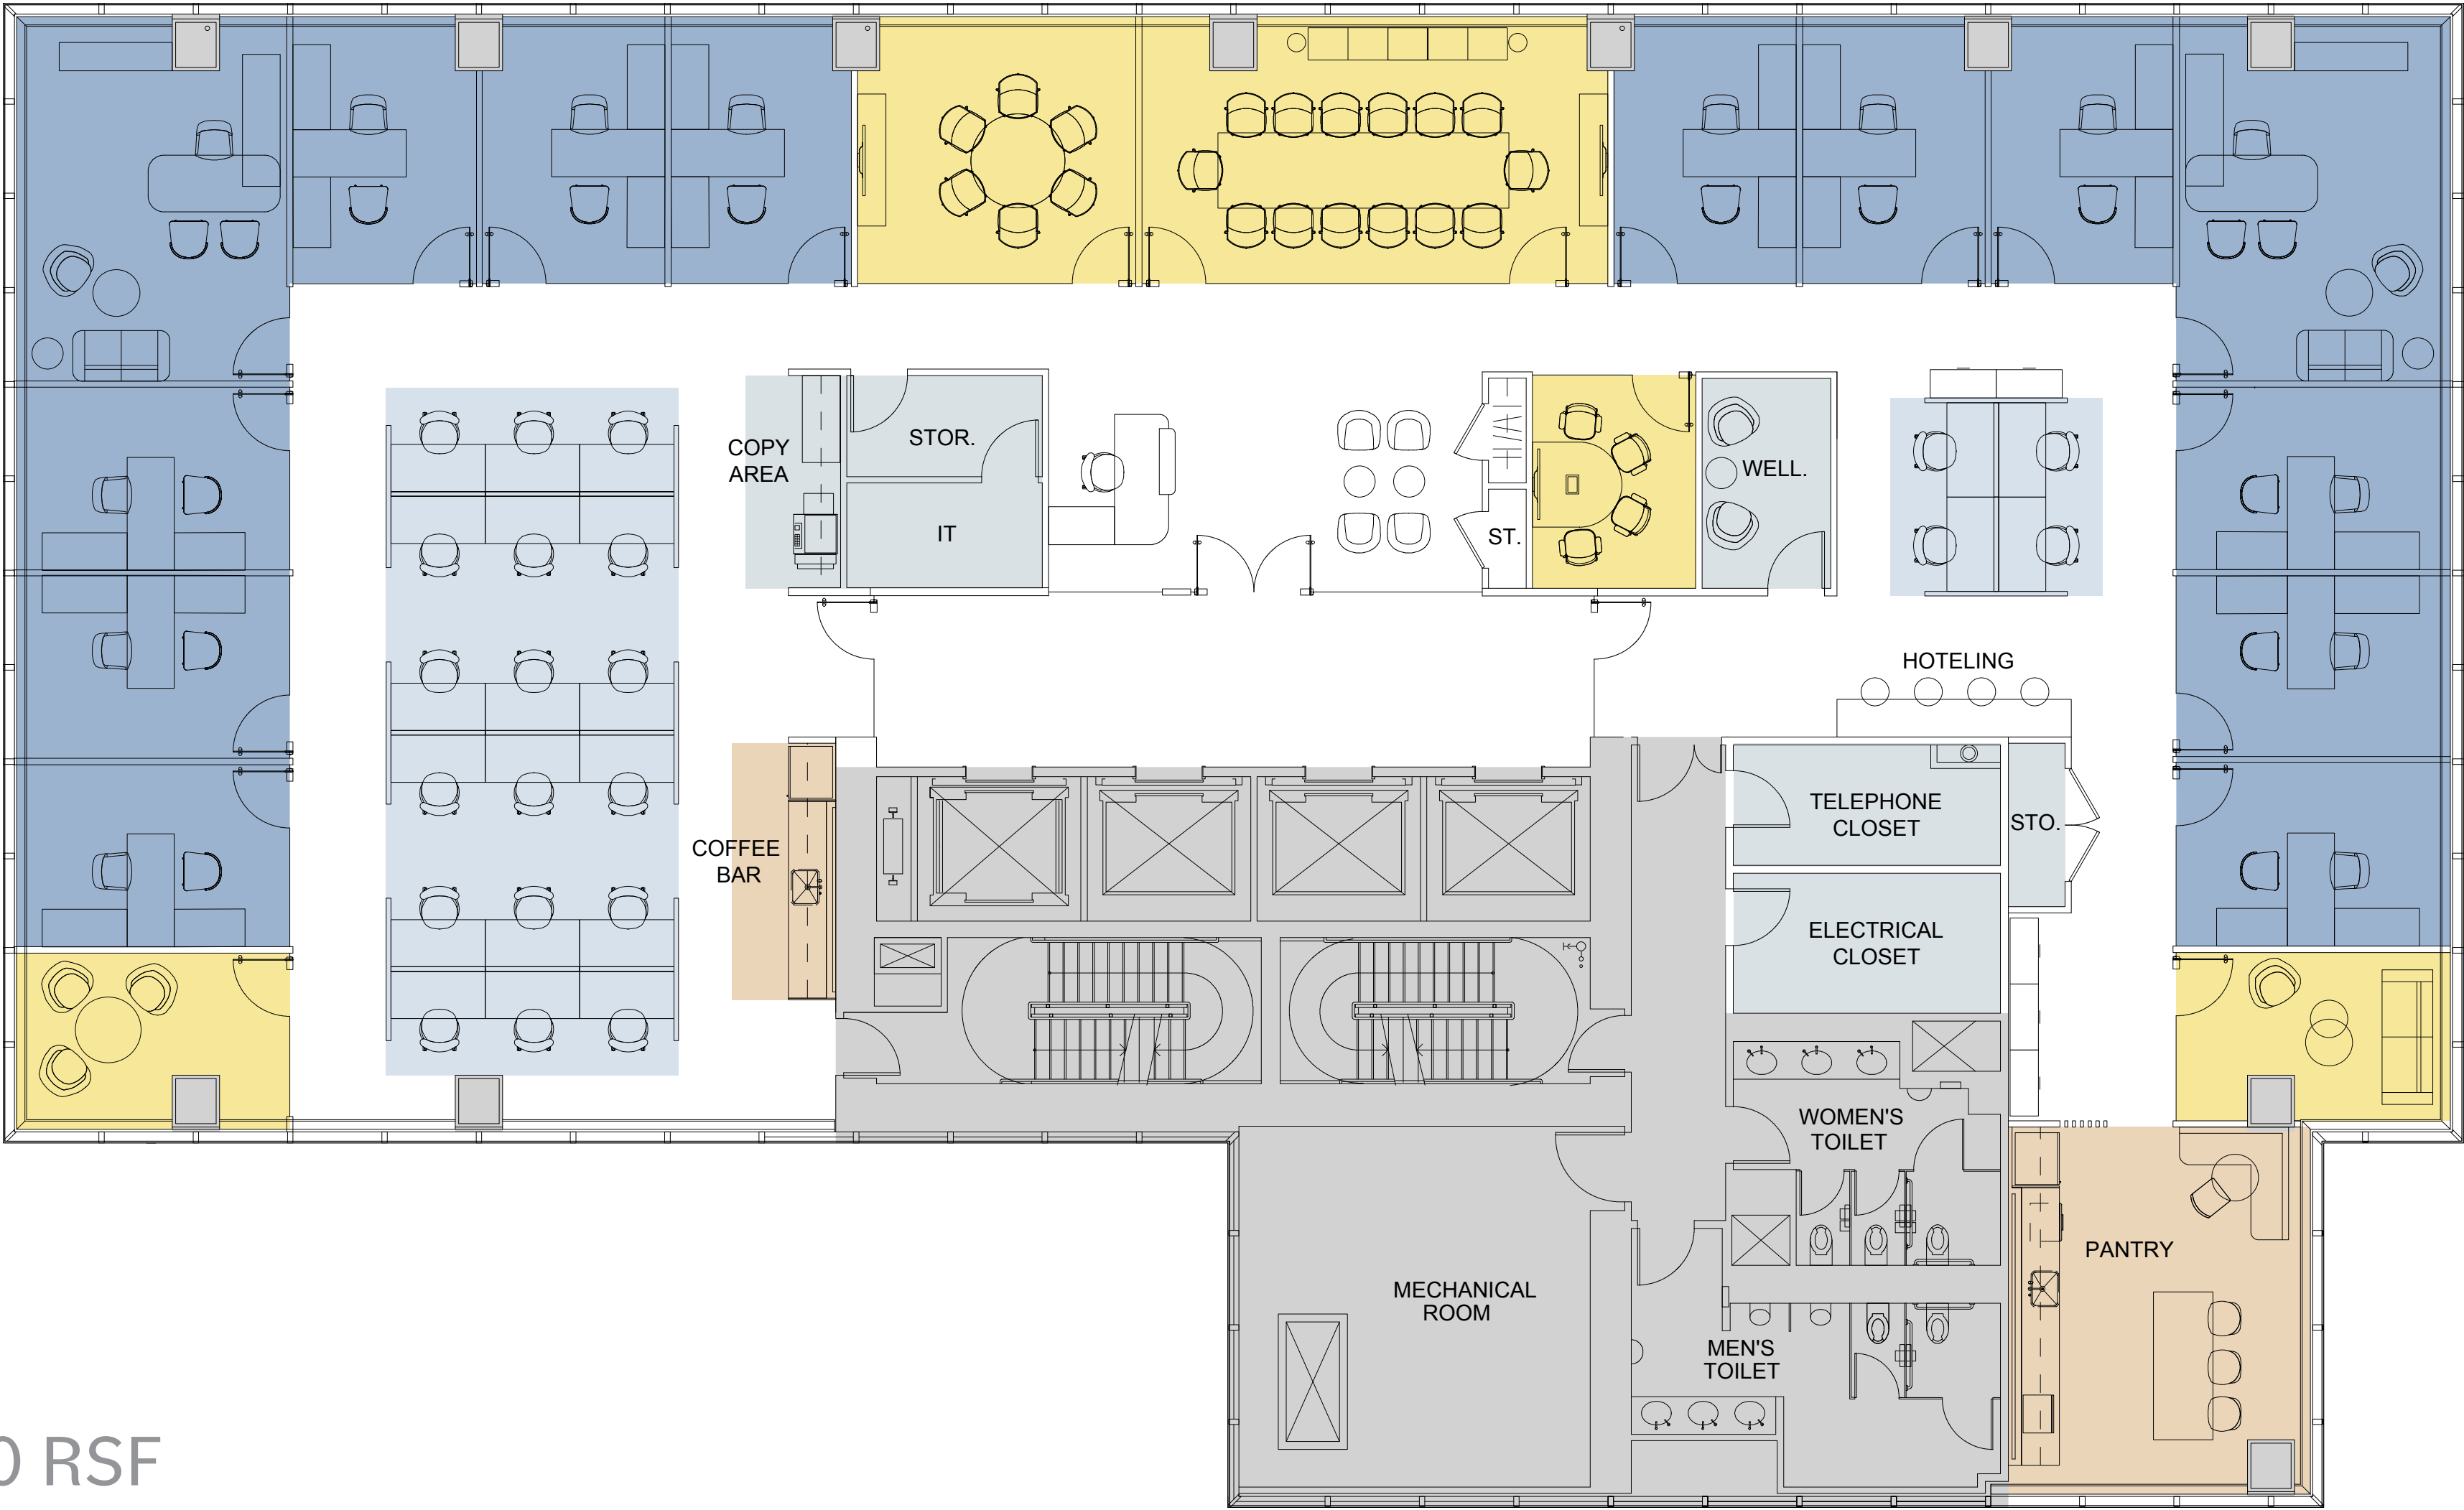 COPY
AREA
STOR.
IT
ST.
WELL.
HOTELING
TELEPHONE
CLOSET
STO.
COFFEE
BAR
ELECTRICAL
CLOSET
WOMEN'S
TOILET
PANTRY
MECHANICAL
ROOM
MEN'S
TOILET
0 RSF